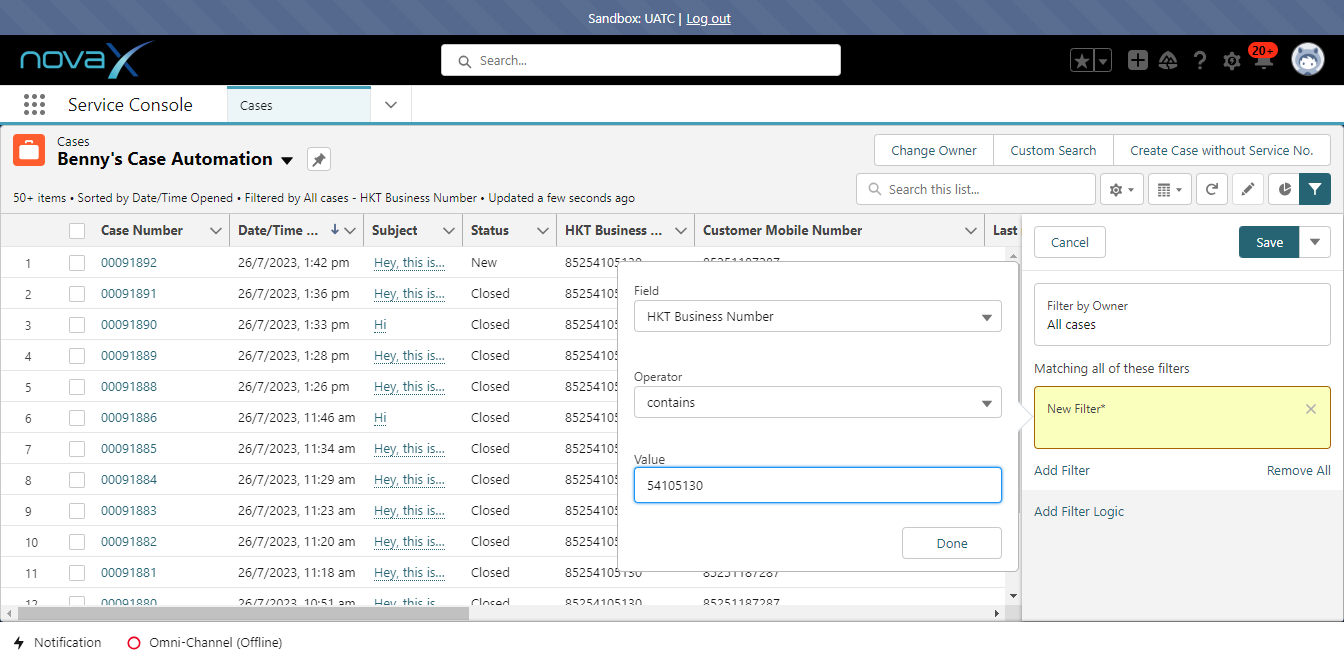 Sandbox: UATC | Log out
novaX
Search...
20+
Service Console
Cases
Cases
Benny's Case Automation
Change Owner
Custom Search
Create Case without Service No.
50+ items • Sorted by Date/Time Opened • Filtered by All cases - HKT Business Number • Updated a few seconds ago
Search this list...
Case Number Date/Time ... Subject Status HKT Business ... Customer Mobile Number Last
1 00091892 26/7/2023, 1:42 pm Hey, this is... New 85254105130 85251187287
2 00091891 26/7/2023, 1:36 pm Hey, this is... Closed 85254105
3 00091890 26/7/2023, 1:33 pm Hi Closed 85254105
4 00091889 26/7/2023, 1:28 pm Hey, this is... Closed 85254105
5 00091888 26/7/2023, 1:26 pm Hey, this is... Closed 85254105
6 00091886 26/7/2023, 11:46 am Hi Closed 85254105
7 00091885 26/7/2023, 11:34 am Hey, this is... Closed 85254105
8 00091884 26/7/2023, 11:29 am Hey, this is... Closed 85254105
9 00091883 26/7/2023, 11:23 am Hey, this is... Closed 85254105
10 00091882 26/7/2023, 11:20 am Hey, this is... Closed 85254105
11 00091881 26/7/2023, 11:18 am Hey, this is... Closed 85254105130 85251187287
12 00091880 26/7/2023, 10:51 am Hey, this is... Closed 85254105130 85251187287
Field
HKT Business Number
Operator
contains
Value
54105130
Done
Cancel
Save
Filter by Owner
All cases
Matching all of these filters
New Filter*
Add Filter
Remove All
Add Filter Logic
Notification
Omni-Channel (Offline)